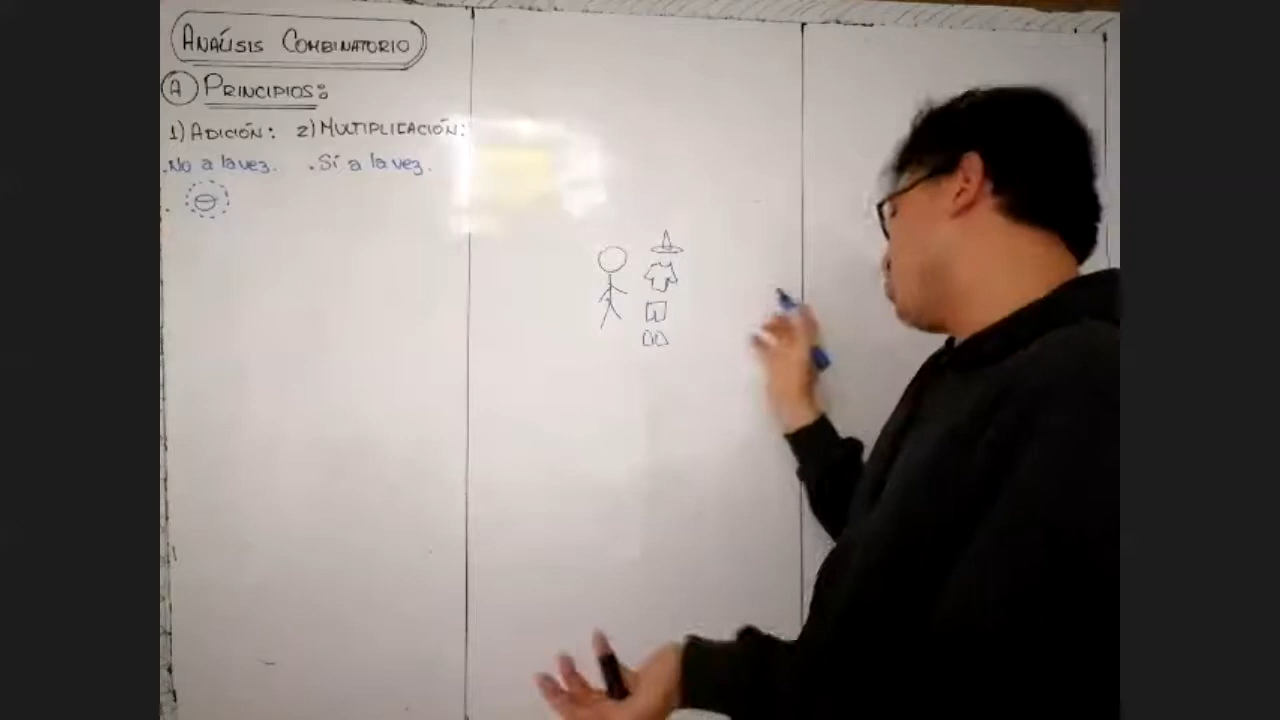 ANÁLISIS COMBINATORIO
A PRINCIPIOS:
1) ADICIÓN: 2) MULTIPLICACIÓN:
. No a la vez. . Sí a la vez.